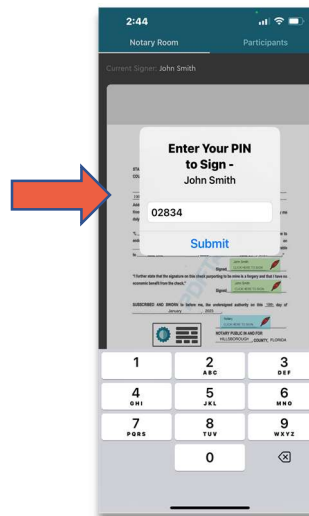 2:44
Notary Room
Participants
Current Signer: John Smith
Enter Your PIN
to Sign -
John Smith
02834
Submit
Signed,
"I further state that the signature on this check purporting to be mine is a forgery and that I have no
economic benefit from the check."
Signed,
SUBSCRIBED AND SWORN to before me, the undersigned authority on this
day of
January
2025
NOTARY PUBLIC IN AND FOR
HILLSBOROUGH
COUNTY, FLORIDA
1
2
ABC
3
DEF
4
GHI
5
JKL
6
MNO
7
PQRS
8
TUV
9
WXYZ
0